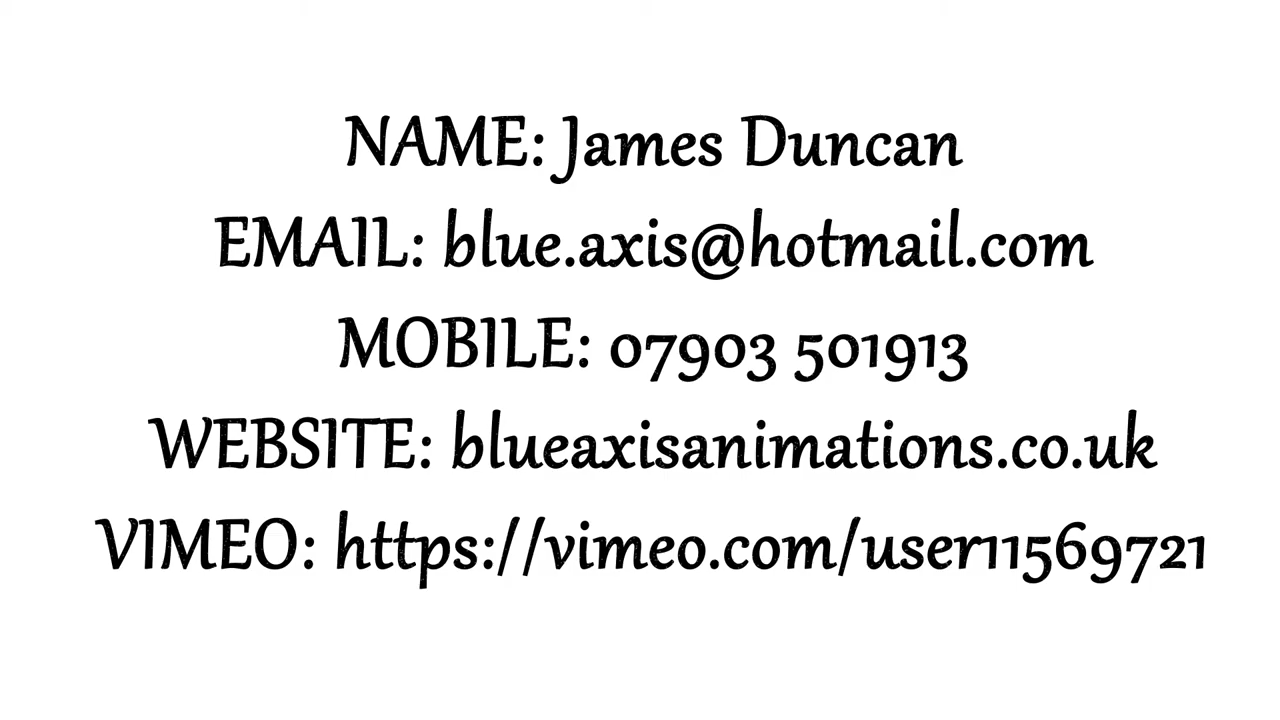 NAME: James Duncan
EMAIL: blue.axis@hotmail.com
MOBILE: 07903 501913
WEBSITE: blueaxisanimations.co.uk
VIMEO: https://vimeo.com/user11569721